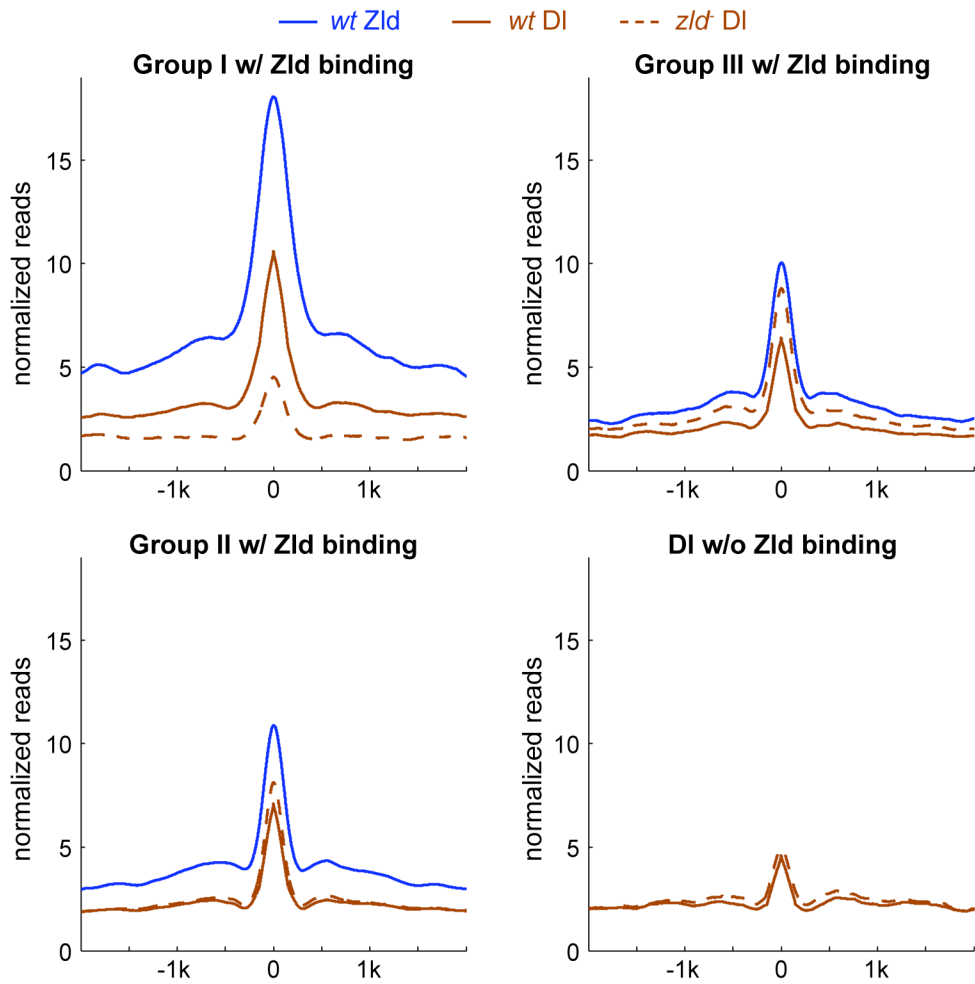 wt Zld wt Dl zld- Dl
Group I w/ Zld binding
normalized reads
15
10
5
0
-1k 0 1k
Group III w/ Zld binding
normalized reads
15
10
5
0
-1k 0 1k
Group II w/ Zld binding
normalized reads
15
10
5
0
-1k 0 1k
Dl w/o Zld binding
normalized reads
15
10
5
0
-1k 0 1k